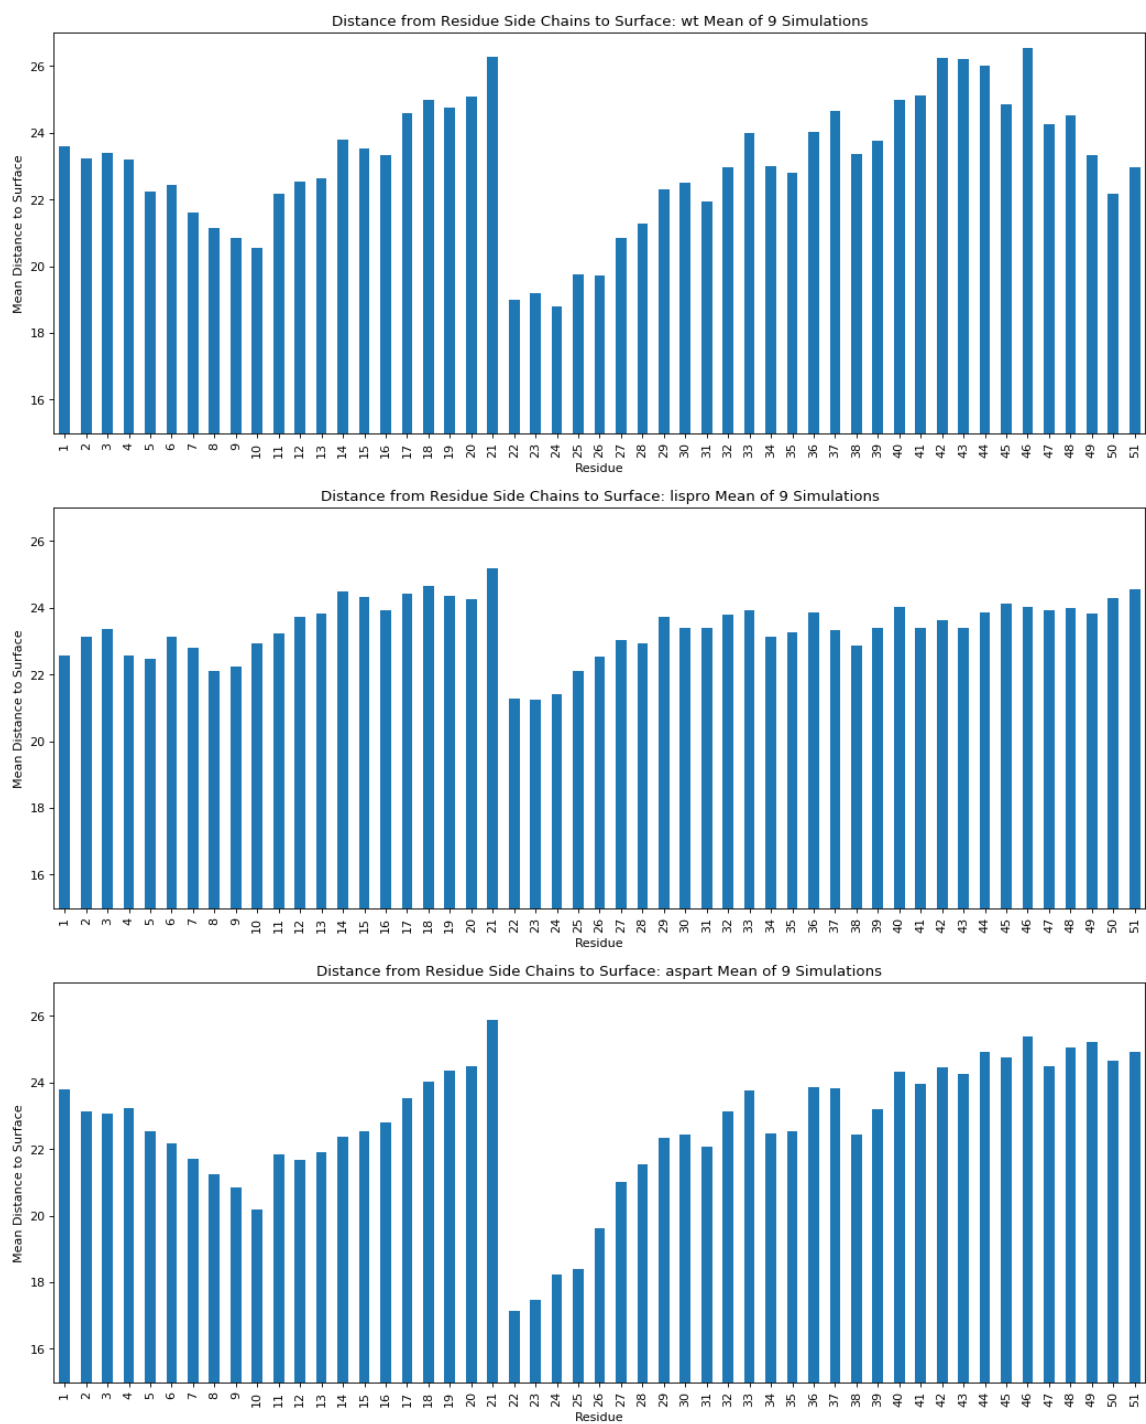 Distance from Residue Side Chains to Surface: wt Mean of 9 Simulations
Mean Distance to Surface
26
24
22
20
18
16
1 2 3 4 5 6 7 8 9 10 11 12 13 14 15 16 17 18 19 20 21 22 23 24 25 26 27 28 29 30 31 32 33 34 35 36 37 38 39 40 41 42 43 44 45 46 47 48 49 50 51
Residue
Distance from Residue Side Chains to Surface: lispro Mean of 9 Simulations
Mean Distance to Surface
26
24
22
20
18
16
1 2 3 4 5 6 7 8 9 10 11 12 13 14 15 16 17 18 19 20 21 22 23 24 25 26 27 28 29 30 31 32 33 34 35 36 37 38 39 40 41 42 43 44 45 46 47 48 49 50 51
Residue
Distance from Residue Side Chains to Surface: aspart Mean of 9 Simulations
Mean Distance to Surface
26
24
22
20
18
16
1 2 3 4 5 6 7 8 9 10 11 12 13 14 15 16 17 18 19 20 21 22 23 24 25 26 27 28 29 30 31 32 33 34 35 36 37 38 39 40 41 42 43 44 45 46 47 48 49 50 51
Residue